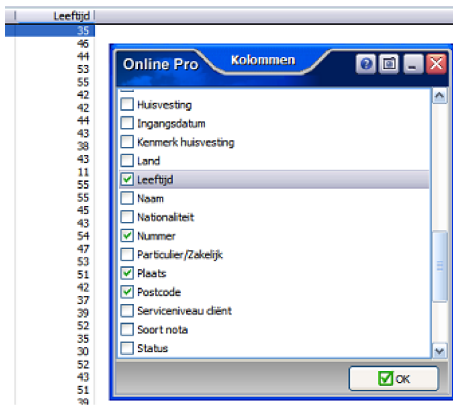 Leeftijd
35
46
44
53
55
42
42
44
43
38
43
11
55
55
45
43
54
47
53
51
42
37
39
52
35
30
52
43
51
39
Online Pro
Kolommen
Huisvesting
Ingangsdatum
Kenmerk huisvesting
Land
Leeftijd
Naam
Nationaliteit
Nummer
Particulier/Zakelijk
Plaats
Postcode
Serviceniveau cliënt
Soort nota
Status
OK